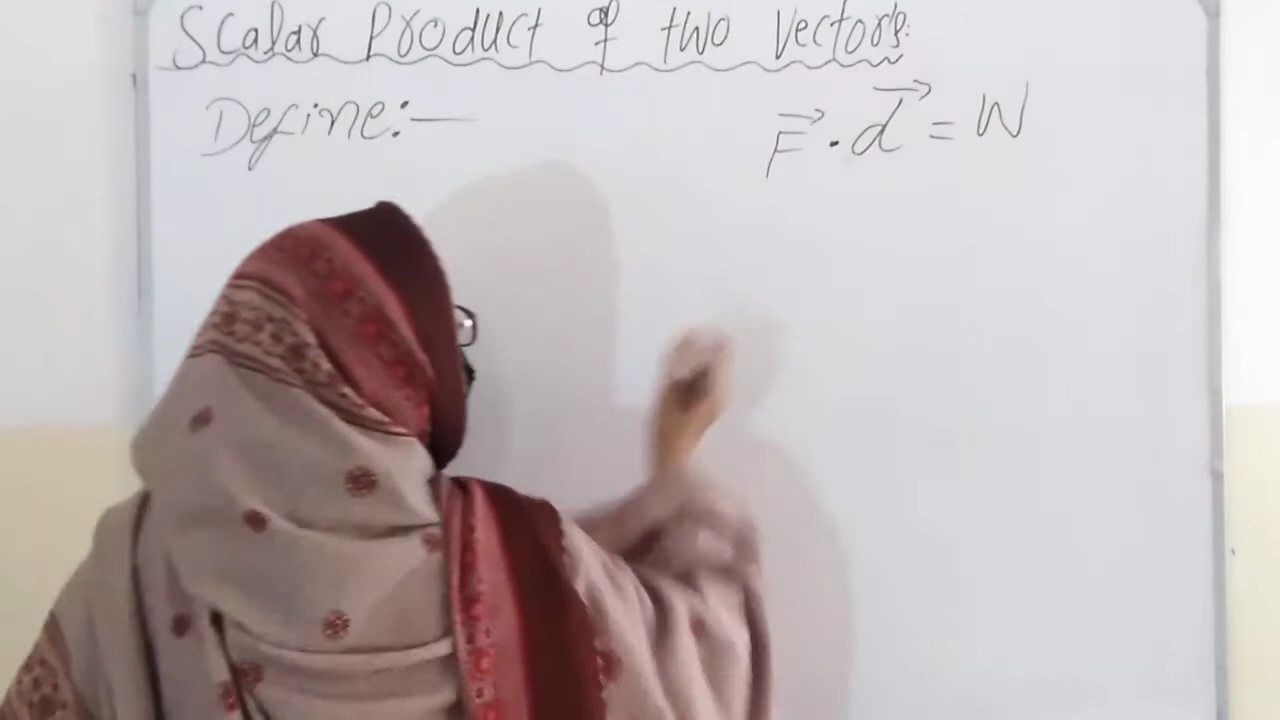 Scalar Product of two Vectors.
Define:—
F⃗ . d⃗ = W